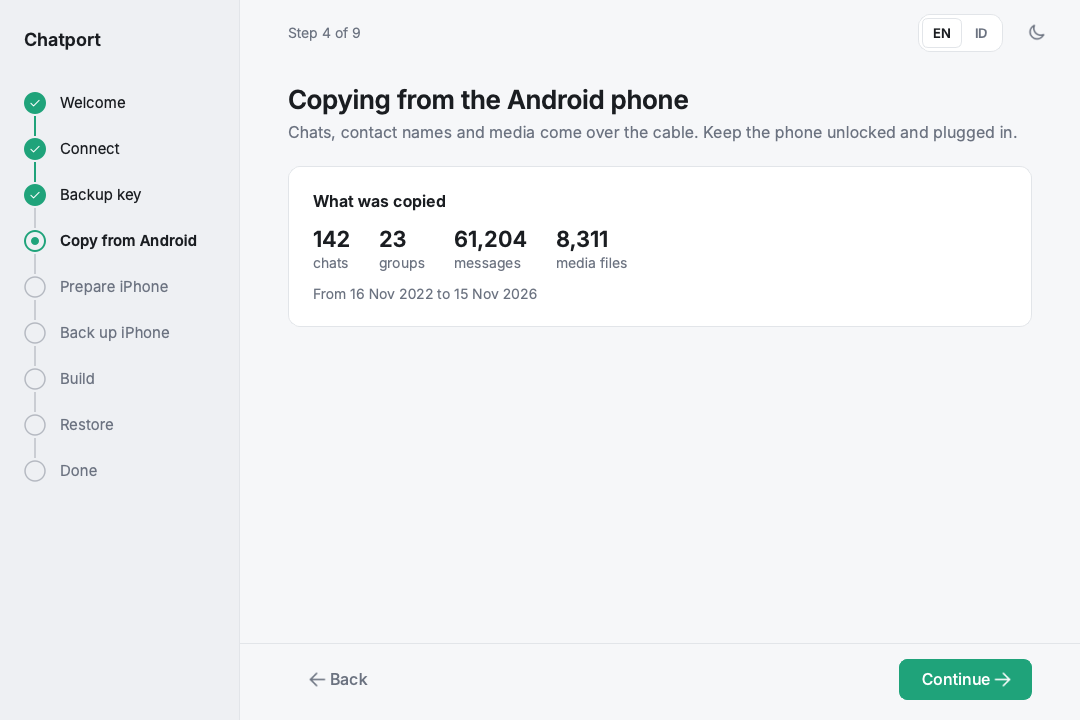 Chatport
Welcome
Connect
Backup key
Copy from Android
Prepare iPhone
Back up iPhone
Build
Restore
Done
Step 4 of 9
EN ID
Copying from the Android phone
Chats, contact names and media come over the cable. Keep the phone unlocked and plugged in.
What was copied
142 23 61,204 8,311
chats groups messages media files
From 16 Nov 2022 to 15 Nov 2026
Back
Continue